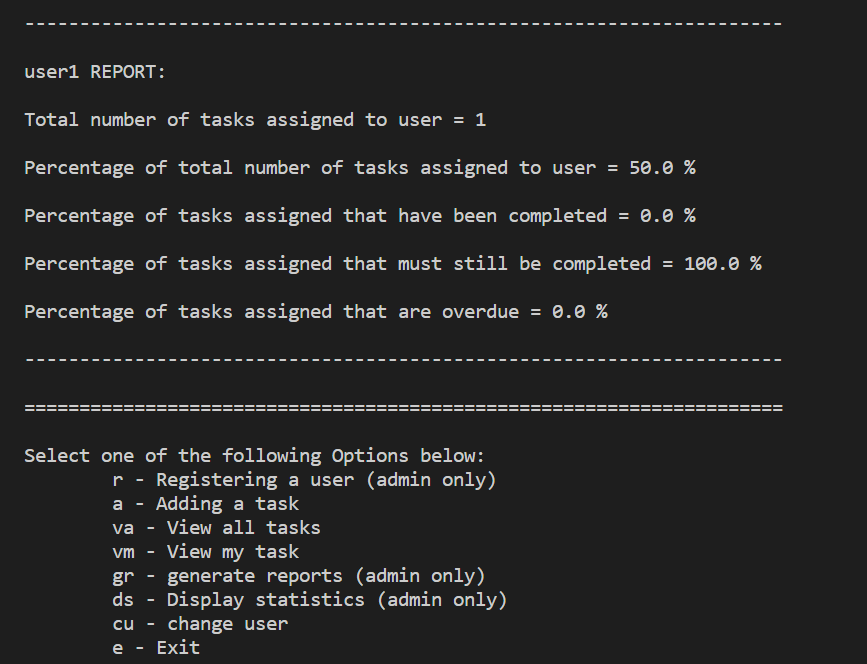 ---------------------------------------------------------------------
user1 REPORT:
Total number of tasks assigned to user = 1
Percentage of total number of tasks assigned to user = 50.0 %
Percentage of tasks assigned that have been completed = 0.0 %
Percentage of tasks assigned that must still be completed = 100.0 %
Percentage of tasks assigned that are overdue = 0.0 %
---------------------------------------------------------------------
=====================================================================
Select one of the following Options below:
r - Registering a user (admin only)
a - Adding a task
va - View all tasks
vm - View my task
gr - generate reports (admin only)
ds - Display statistics (admin only)
cu - change user
e - Exit